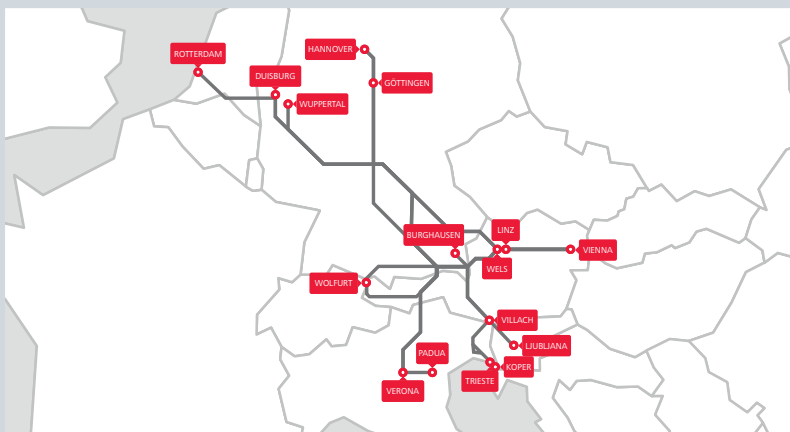 HANNOVER
ROTTERDAM
DUISBURG
GÖTTINGEN
WUPPERTAL
LINZ
BURGHAUSEN
VIENNA
WELS
WOLFURT
VILLACH
LJUBLJANA
PADUA
KOPER
TRIESTE
VERONA